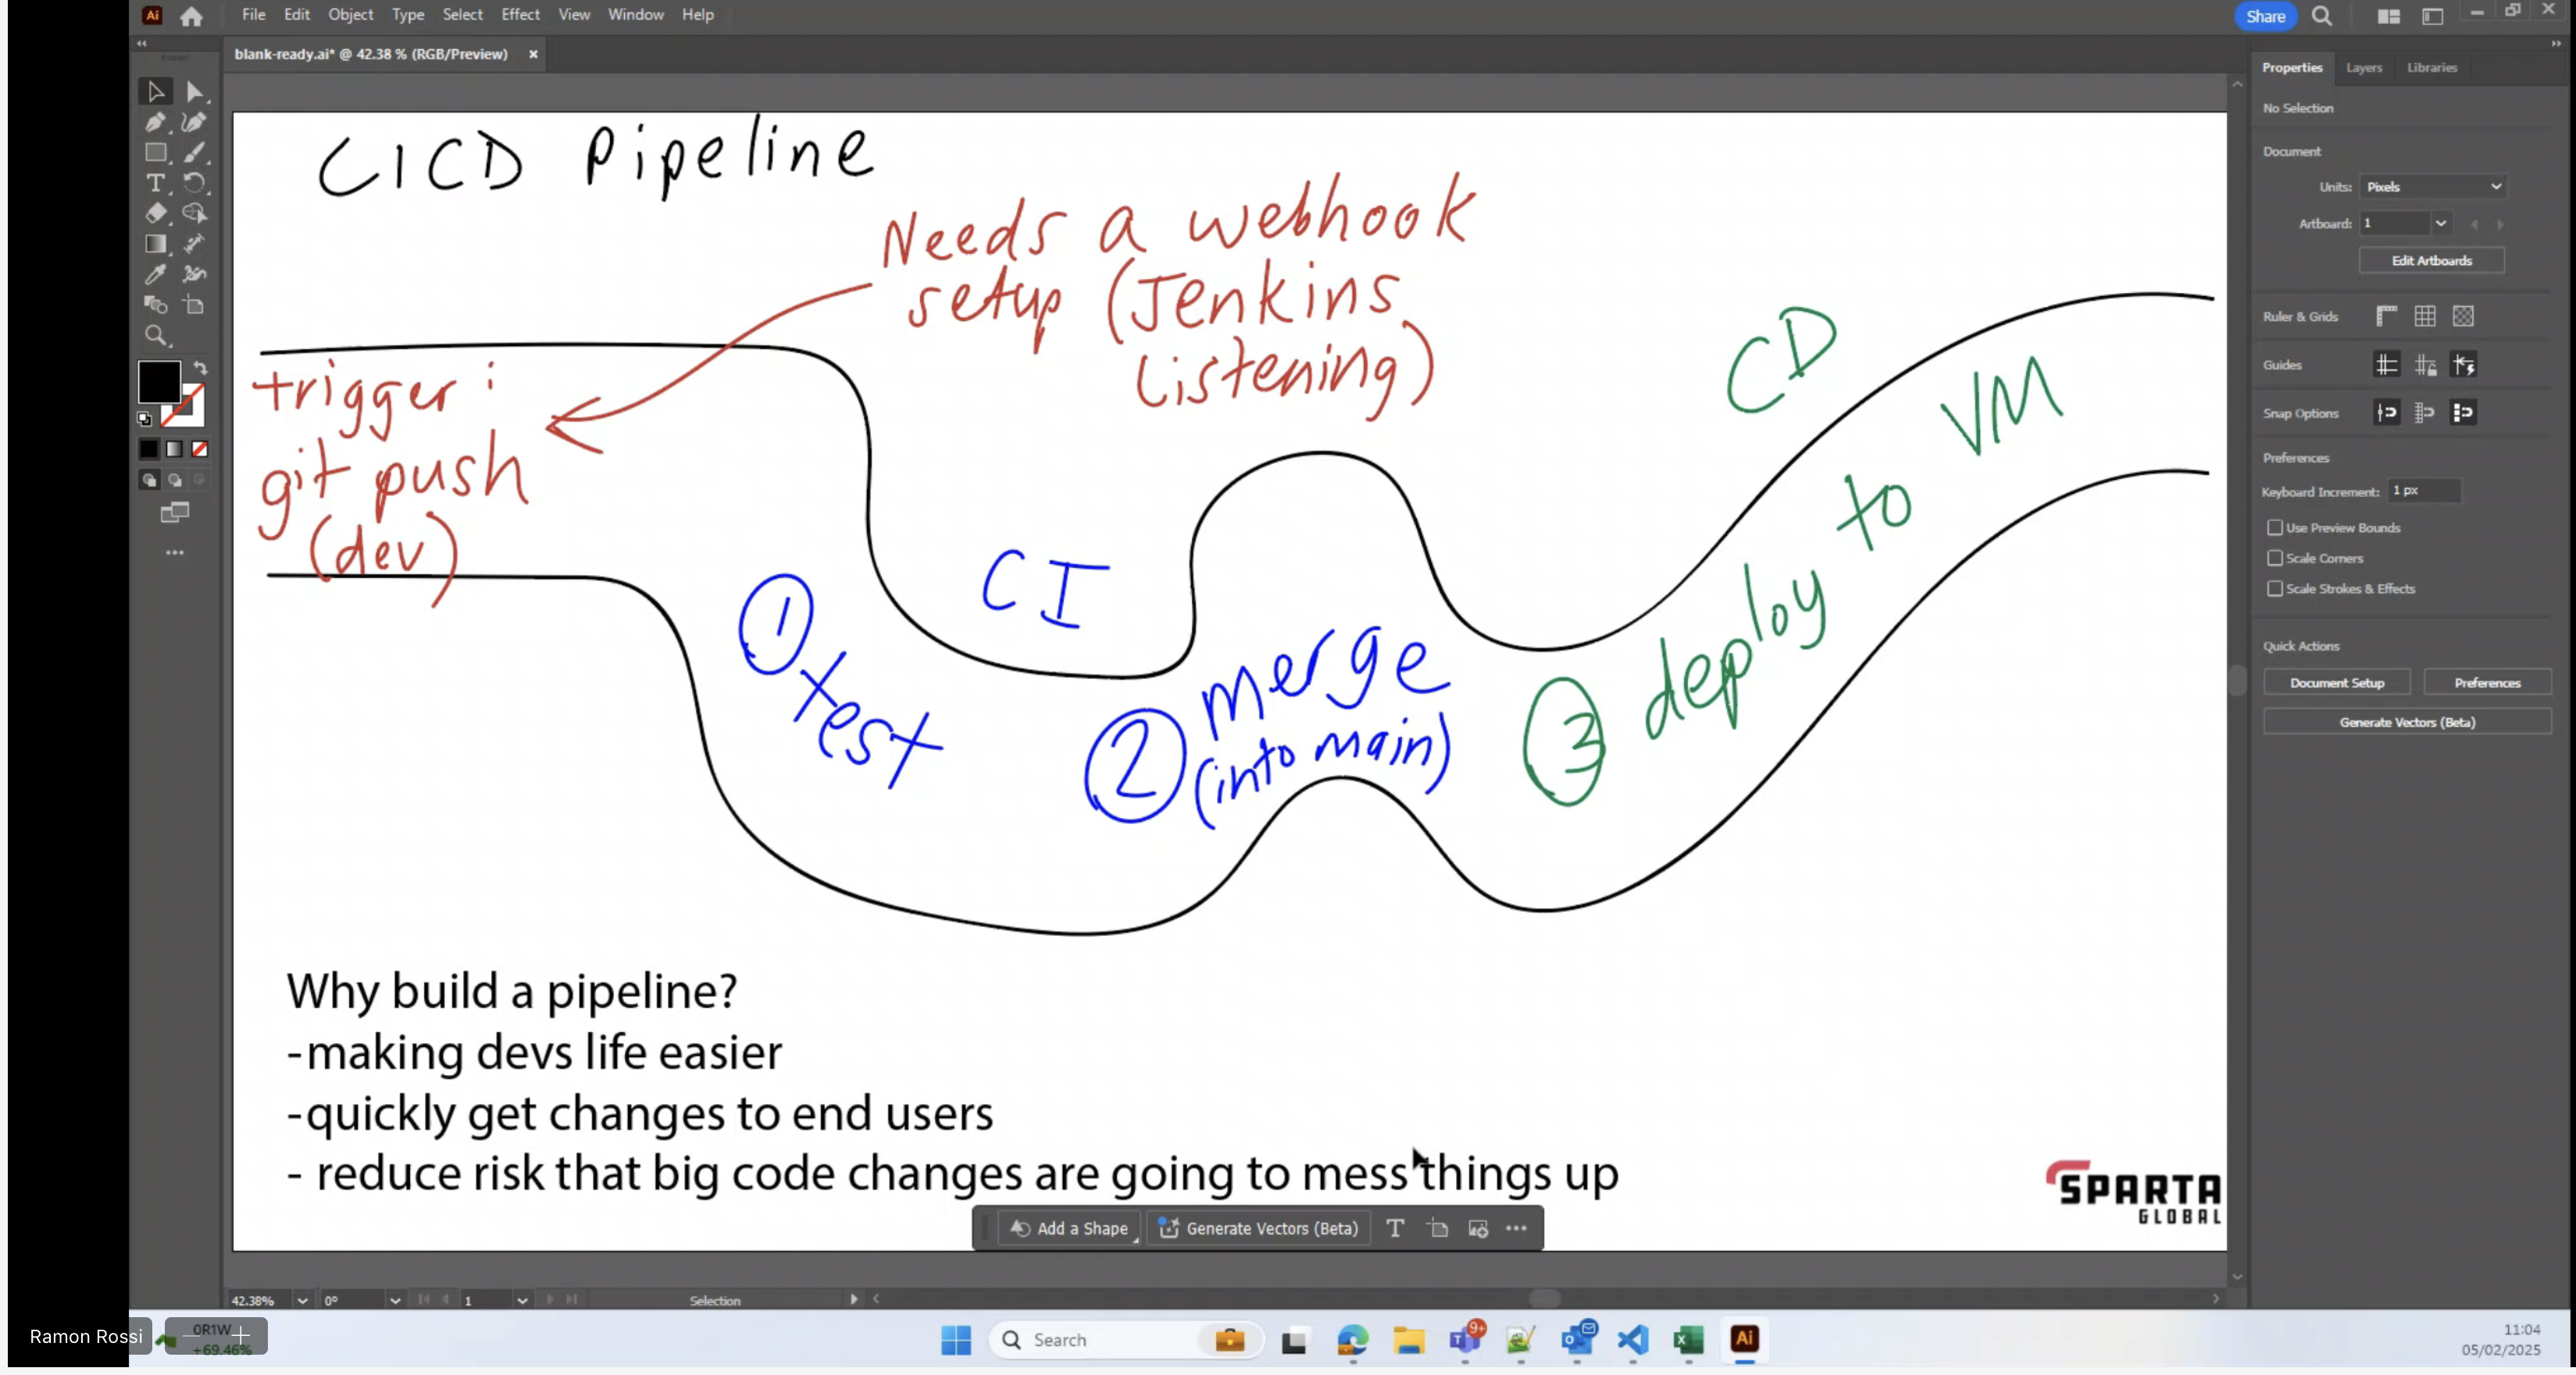 Ai
File Edit Object Type Select Effect View Window Help
Share
blank-ready.ai* @ 42.38 % (RGB/Preview) ×
CICD Pipeline
Needs a webhook
setup (Jenkins
Listening)
trigger:
git push
(dev)
CI
1 test
2 merge
(into main)
CD
3 deploy to VM
Why build a pipeline?
-making devs life easier
-quickly get changes to end users
- reduce risk that big code changes are going to mess things up
SPARTA
GLOBAL
Add a Shape Generate Vectors (Beta)
Properties Layers Libraries
No Selection
Document
Units: Pixels
Artboard: 1
Edit Artboards
Ruler & Grids
Guides
Snap Options
Preferences
Keyboard Increment: 1 px
Use Preview Bounds
Scale Corners
Scale Strokes & Effects
Quick Actions
Document Setup Preferences
Generate Vectors (Beta)
42.38% 0° 1 Selection
Ramon Rossi
0R1W
+69.46%
Search
9+
Ai
11:04
05/02/2025